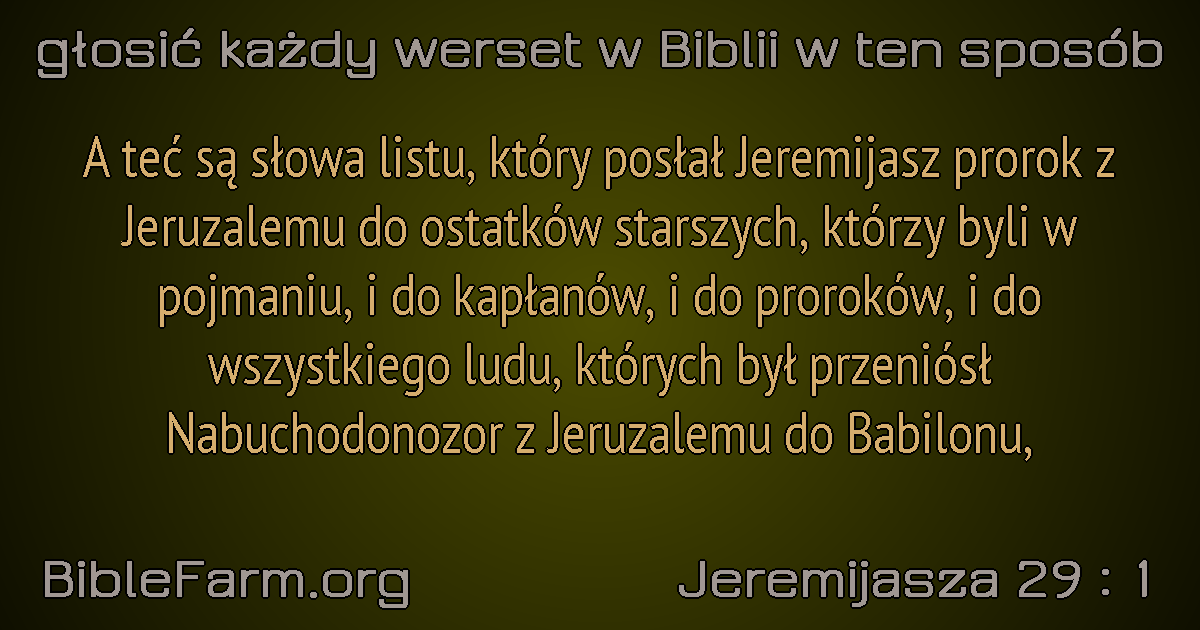 głosić każdy werset w Biblii w ten sposób
A teć są słowa listu, który posłał Jeremijasz prorok z
Jeruzalemu do ostatków starszych, którzy byli w
pojmaniu, i do kapłanów, i do proroków, i do
wszystkiego ludu, których był przeniósł
Nabuchodonozor z Jeruzalemu do Babilonu,
BibleFarm.org
Jeremijasza 29 : 1